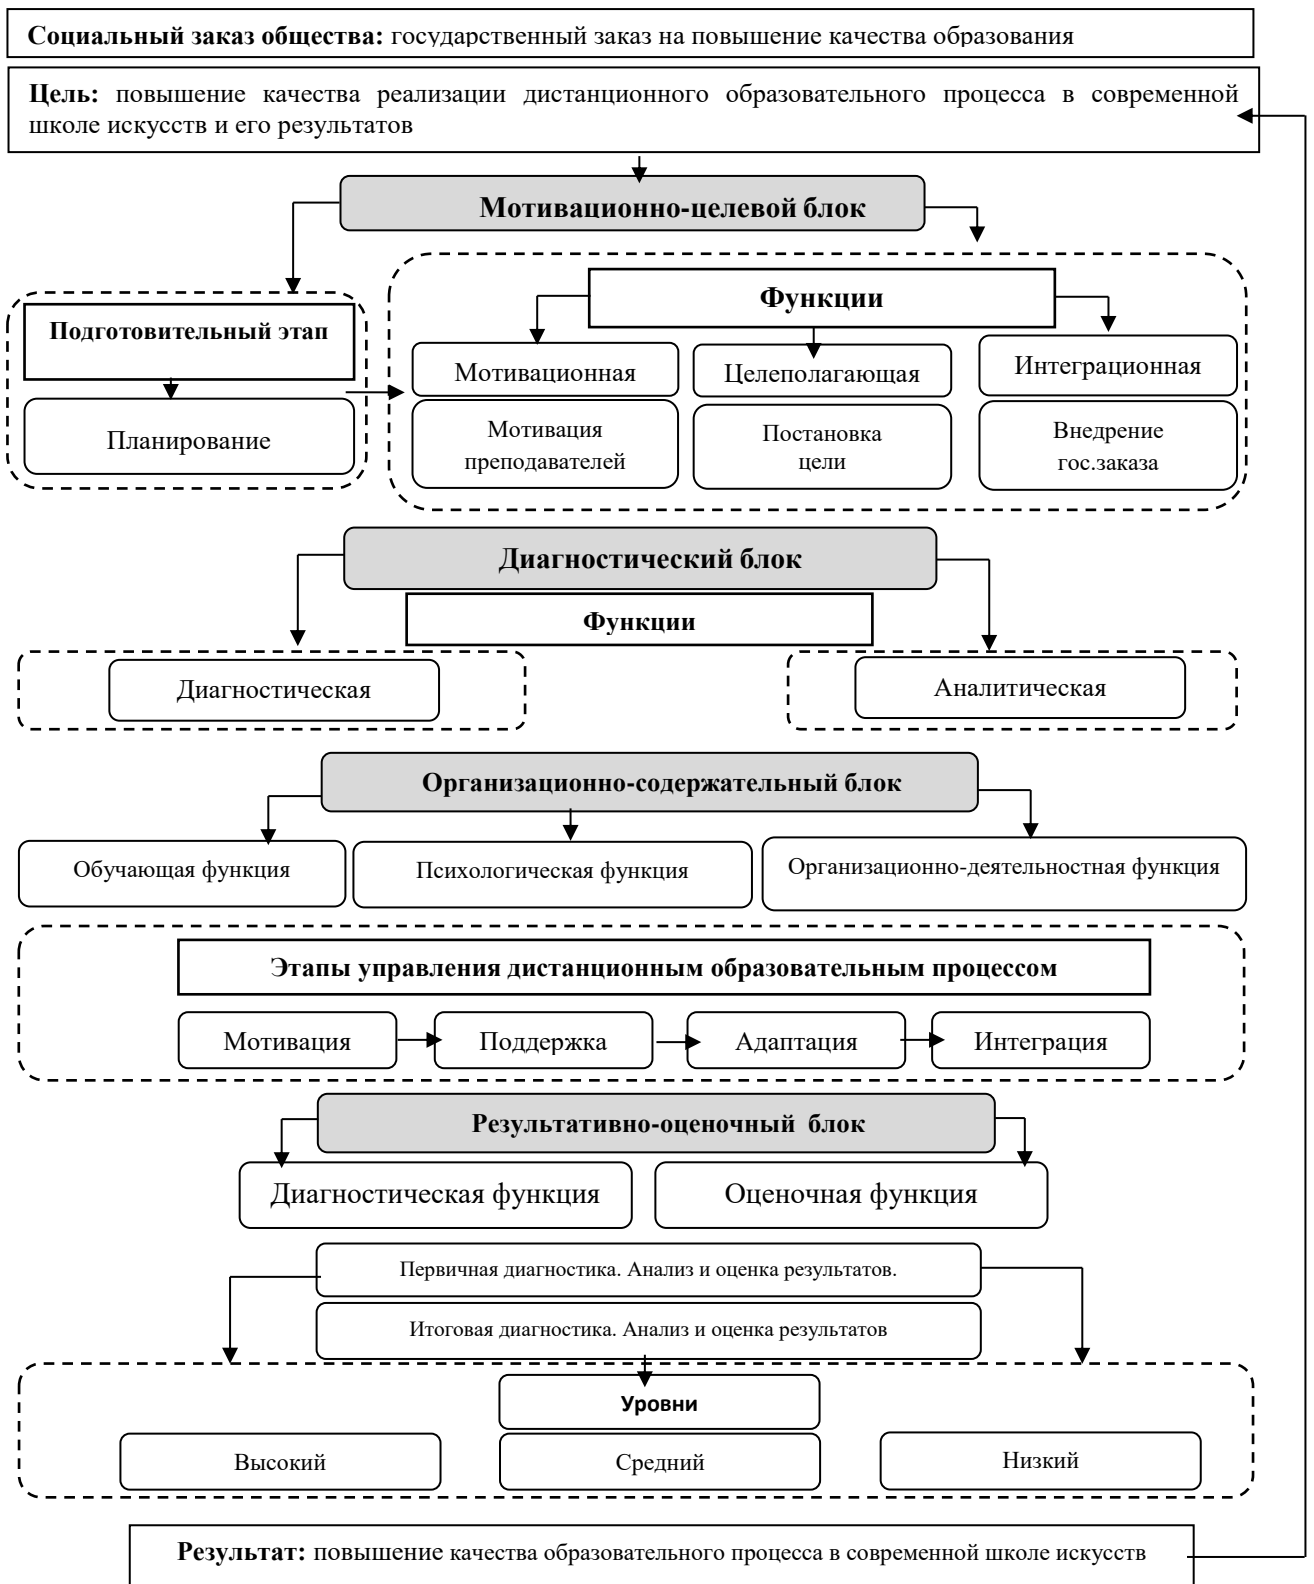 Социальный заказ общества: государственный заказ на повышение качества образования
Цель: повышение качества реализации дистанционного образовательного процесса в современной
школе искусств и его результатов
Мотивационно-целевой блок
Подготовительный этап
Планирование
Функции
Мотивационная
Целеполагающая
Интеграционная
Мотивация
преподавателей
Постановка
цели
Внедрение
гос.заказа
Диагностический блок
Функции
Диагностическая
Аналитическая
Организационно-содержательный блок
Обучающая функция
Психологическая функция
Организационно-деятельностная функция
Этапы управления дистанционным образовательным процессом
Мотивация
Поддержка
Адаптация
Интеграция
Результативно-оценочный блок
Диагностическая функция
Оценочная функция
Первичная диагностика. Анализ и оценка результатов.
Итоговая диагностика. Анализ и оценка результатов
Уровни
Высокий
Средний
Низкий
Результат: повышение качества образовательного процесса в современной школе искусств